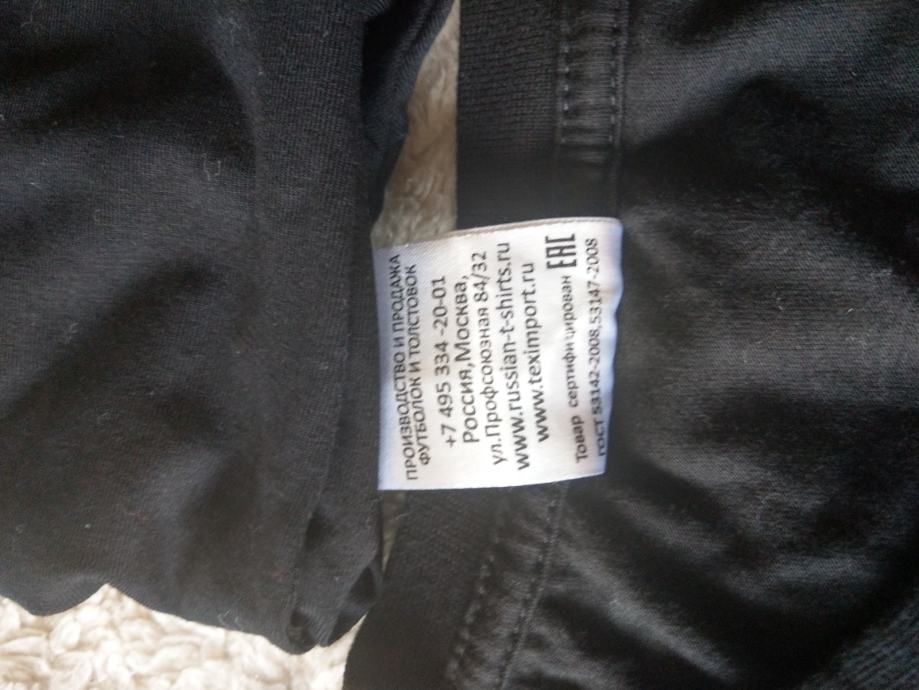 ПРОИЗВОДСТВО И ПРОДАЖА
ФУТБОЛОК И ТОЛСТОВОК
+7 495 334 -20-01
Россия,Москва,
ул.Профсоюзная 84/32
www.russian-t-shirts.ru
www.teximport.ru
Товар сертифицирован EAC
ГОСТ 53142-2008,53147-2008